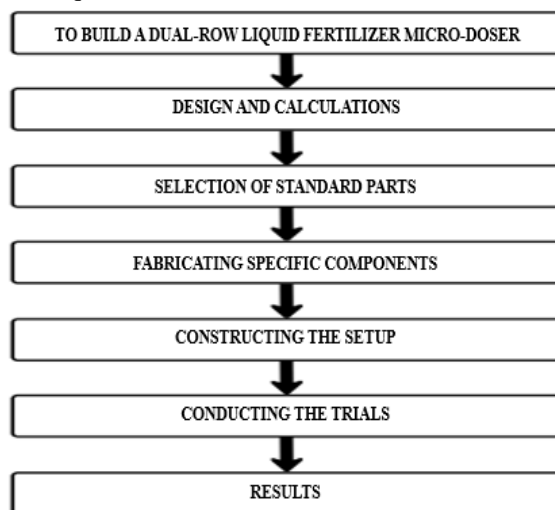 TO BUILD A DUAL-ROW LIQUID FERTILIZER MICRO-DOSER
DESIGN AND CALCULATIONS
SELECTION OF STANDARD PARTS
FABRICATING SPECIFIC COMPONENTS
CONSTRUCTING THE SETUP
CONDUCTING THE TRIALS
RESULTS